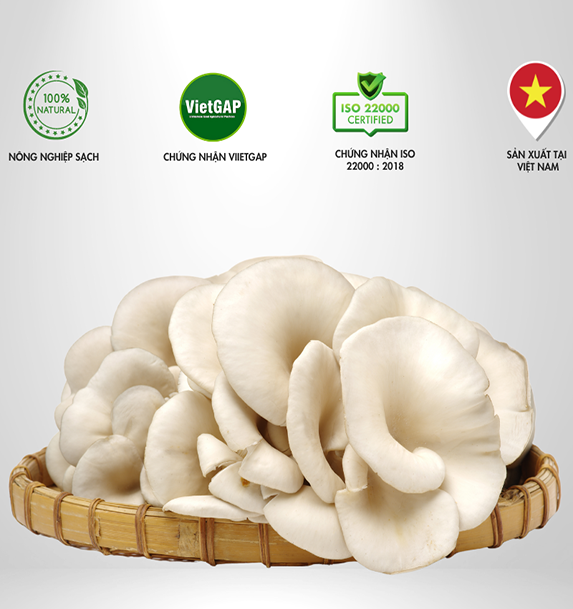 100%
NATURAL
NÔNG NGHIỆP SẠCH
VietGAP
CHỨNG NHẬN VIIETGAP
ISO 22000
CERTIFIED
CHỨNG NHẬN ISO
22000 : 2018
SẢN XUẤT TẠI
VIỆT NAM